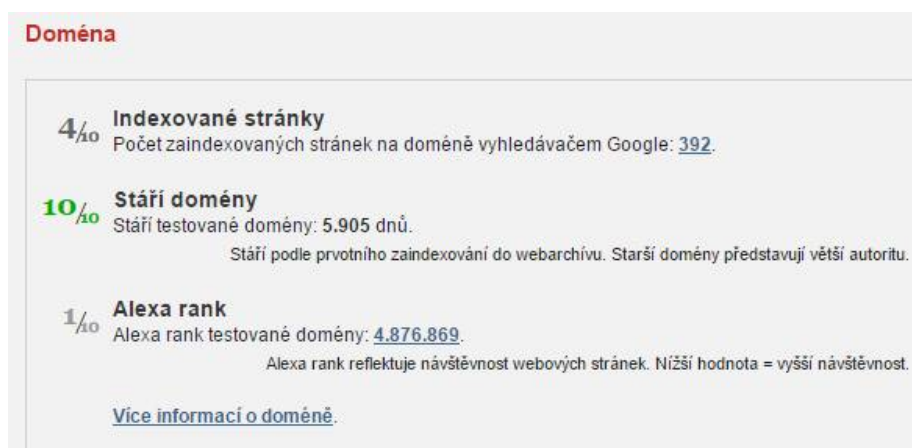 Doména
4/10 Indexované stránky
Počet zaindexovaných stránek na doméně vyhledávačem Google: 392.
10/10 Stáří domény
Stáří testované domény: 5.905 dnů.
Stáří podle prvotního zaindexování do webarchívu. Starší domény představují větší autoritu.
1/10 Alexa rank
Alexa rank testované domény: 4.876.869.
Alexa rank reflektuje návštěvnost webových stránek. Nižší hodnota = vyšší návštěvnost.
Více informací o doméně.